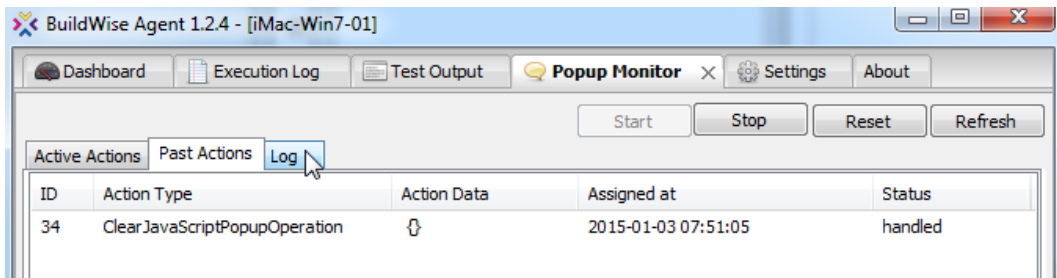 BuildWise Agent 1.2.4 - [iMac-Win7-01]
Dashboard Execution Log Test Output Popup Monitor Settings About
Start Stop Reset Refresh
Active Actions Past Actions Log
ID Action Type Action Data Assigned at Status
34 ClearJavaScriptPopupOperation {} 2015-01-03 07:51:05 handled